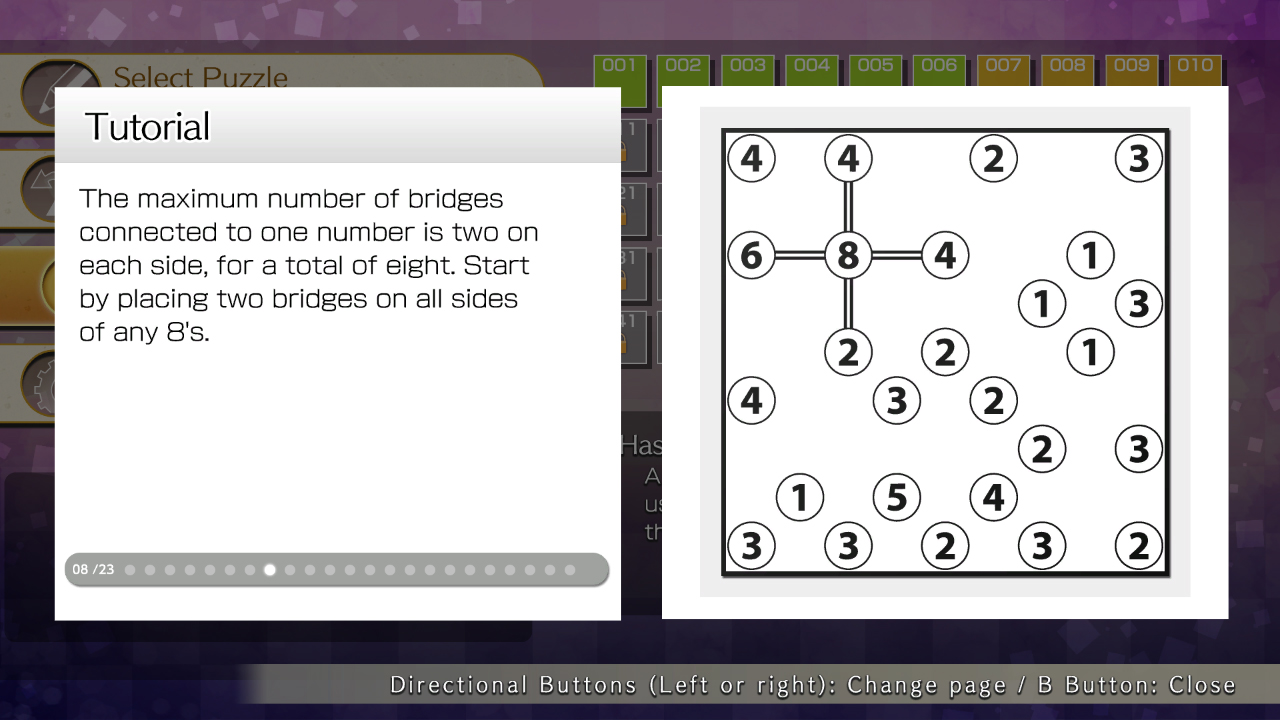 Select Puzzle
001 002 003 004 005 006 007 008 009 010
Tutorial
The maximum number of bridges
connected to one number is two on
each side, for a total of eight. Start
by placing two bridges on all sides
of any 8's.
08 /23
4 4 2 3
6 8 4 1
1 3
2 2 1
4 3 2
2 3
1 5 4
3 3 2 3 2
Directional Buttons (Left or right): Change page / B Button: Close